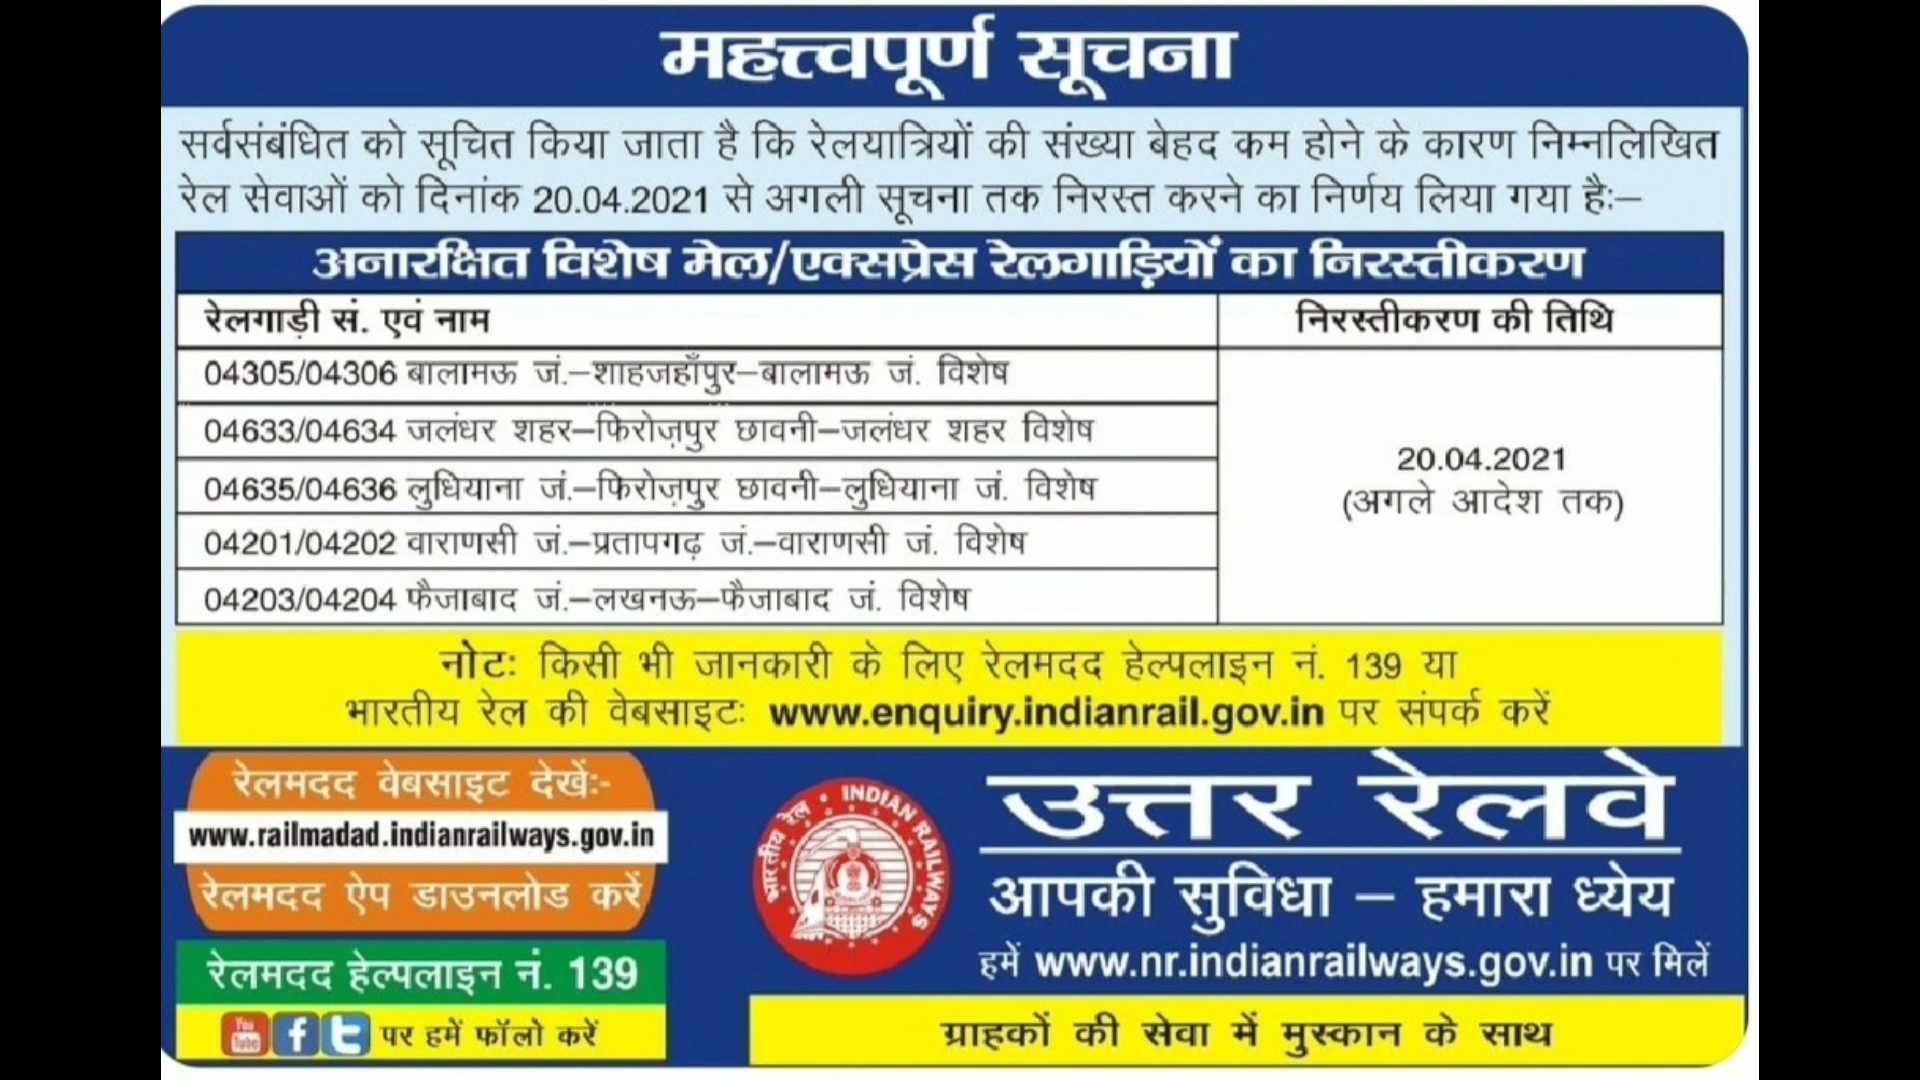 महत्त्वपूर्ण सूचना
सर्वसंबंधित को सूचित किया जाता है कि रेलयात्रियों की संख्या बेहद कम होने के कारण निम्नलिखित
रेल सेवाओं को दिनांक 20.04.2021 से अगली सूचना तक निरस्त करने का निर्णय लिया गया है:–
अनारक्षित विशेष मेल/एक्सप्रेस रेलगाड़ियों का निरस्तीकरण
रेलगाड़ी सं. एवं नाम
निरस्तीकरण की तिथि
04305/04306 बालामऊ जं.–शाहजहाँपुर–बालामऊ जं. विशेष
04633/04634 जलंधर शहर–फिरोज़पुर छावनी–जलंधर शहर विशेष
04635/04636 लुधियाना जं.–फिरोज़पुर छावनी–लुधियाना जं. विशेष
04201/04202 वाराणसी जं.–प्रतापगढ़ जं.–वाराणसी जं. विशेष
04203/04204 फैजाबाद जं.–लखनऊ–फैजाबाद जं. विशेष
20.04.2021
(अगले आदेश तक)
नोट: किसी भी जानकारी के लिए रेलमदद हेल्पलाइन नं. 139 या
भारतीय रेल की वेबसाइट: www.enquiry.indianrail.gov.in पर संपर्क करें
रेलमदद वेबसाइट देखें:-
www.railmadad.indianrailways.gov.in
रेलमदद ऐप डाउनलोड करें
रेलमदद हेल्पलाइन नं. 139
You Tube f t पर हमें फॉलो करें
भारतीय रेल • INDIAN RAILWAYS
उत्तर रेलवे
आपकी सुविधा – हमारा ध्येय
हमें www.nr.indianrailways.gov.in पर मिलें
ग्राहकों की सेवा में मुस्कान के साथ